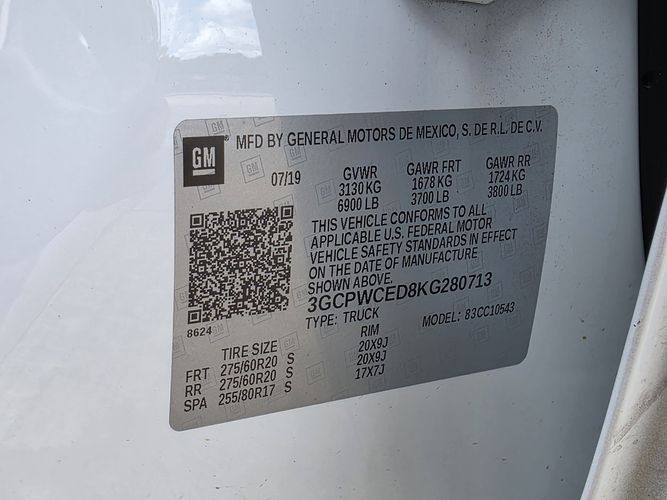 GM
MFD BY GENERAL MOTORS DE MEXICO, S. DE R.L. DE C.V.
07/19 GVWR GAWR FRT GAWR RR
3130 KG 1678 KG 1724 KG
6900 LB 3700 LB 3800 LB
THIS VEHICLE CONFORMS TO ALL
APPLICABLE U.S. FEDERAL MOTOR
VEHICLE SAFETY STANDARDS IN EFFECT
ON THE DATE OF MANUFACTURE
SHOWN ABOVE.
3GCPWCED8KG280713
8624 TYPE: TRUCK MODEL: 83CC10543
TIRE SIZE RIM
FRT 275/60R20 S 20X9J
RR 275/60R20 S 20X9J
SPA 255/80R17 S 17X7J